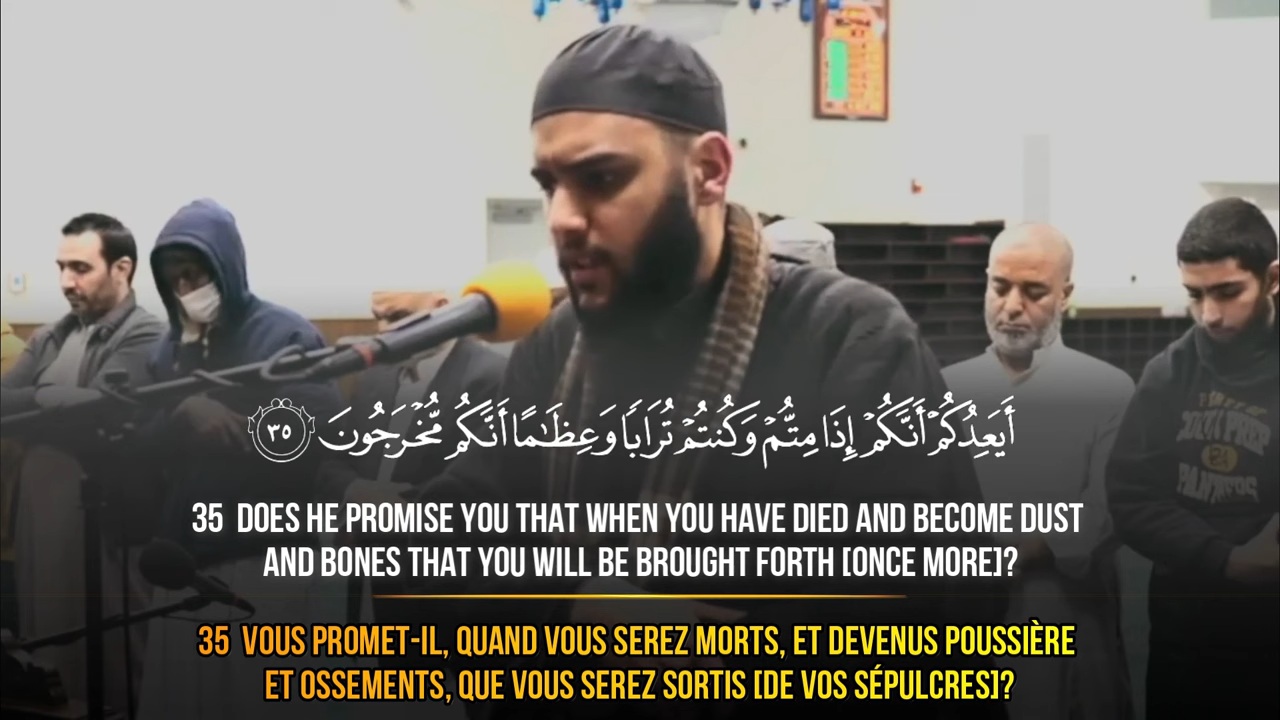 أَيَعِدُكُمْ أَنَّكُمْ إِذَا مِتُّمْ وَكُنتُمْ تُرَابًا وَعِظَٰمًا أَنَّكُم مُّخْرَجُونَ ٣٥
35 DOES HE PROMISE YOU THAT WHEN YOU HAVE DIED AND BECOME DUST
AND BONES THAT YOU WILL BE BROUGHT FORTH [ONCE MORE]?
35 VOUS PROMET-IL, QUAND VOUS SEREZ MORTS, ET DEVENUS POUSSIÈRE
ET OSSEMENTS, QUE VOUS SEREZ SORTIS [DE VOS SÉPULCRES]?
PANTHERS